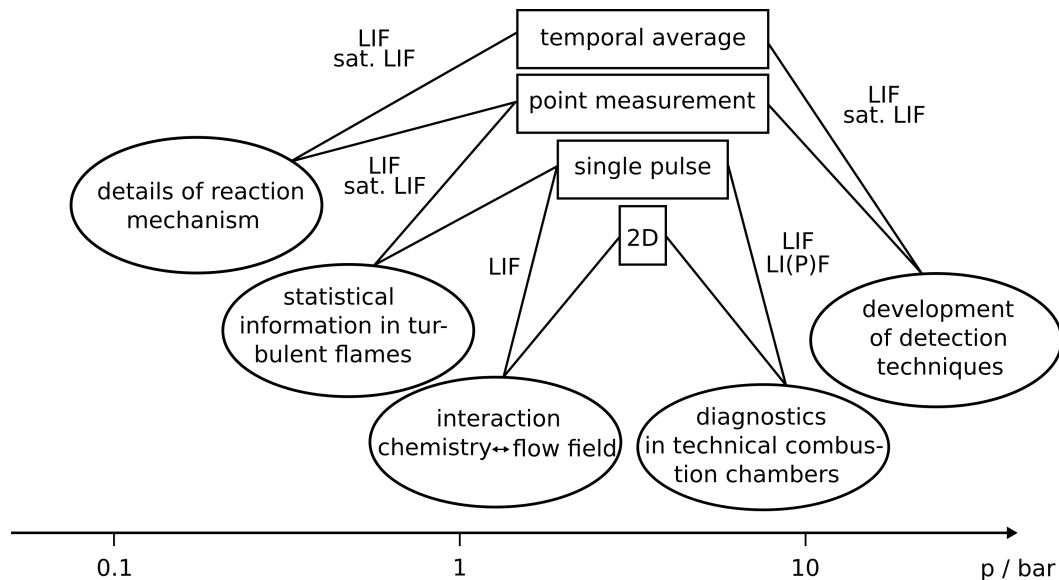 temporal average
LIF
sat. LIF
point measurement
LIF
sat. LIF
single pulse
LIF
sat. LIF
details of reaction
mechanism
2D
LIF
LIF
LI(P)F
statistical
information in tur-
bulent flames
development
of detection
techniques
interaction
chemistry↔flow field
diagnostics
in technical combus-
tion chambers
0.1
1
10
p / bar